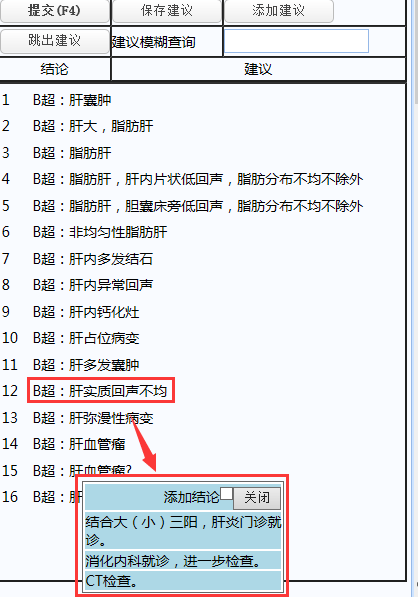 提交(F4) 保存建议 添加建议
跳出建议 建议模糊查询
结论 建议
1 B超：肝囊肿
2 B超：肝大，脂肪肝
3 B超：脂肪肝
4 B超：脂肪肝，肝内片状低回声，脂肪分布不均不除外
5 B超：脂肪肝，胆囊床旁低回声，脂肪分布不均不除外
6 B超：非均匀性脂肪肝
7 B超：肝内多发结石
8 B超：肝内异常回声
9 B超：肝内钙化灶
10 B超：肝占位病变
11 B超：肝多发囊肿
12 B超：肝实质回声不均
13 B超：肝弥漫性病变
14 B超：肝血管瘤
15 B超：肝血管瘤?
16 B超：肝
添加结论 关闭
结合大（小）三阳，肝炎门诊就
诊。
消化内科就诊，进一步检查。
CT检查。